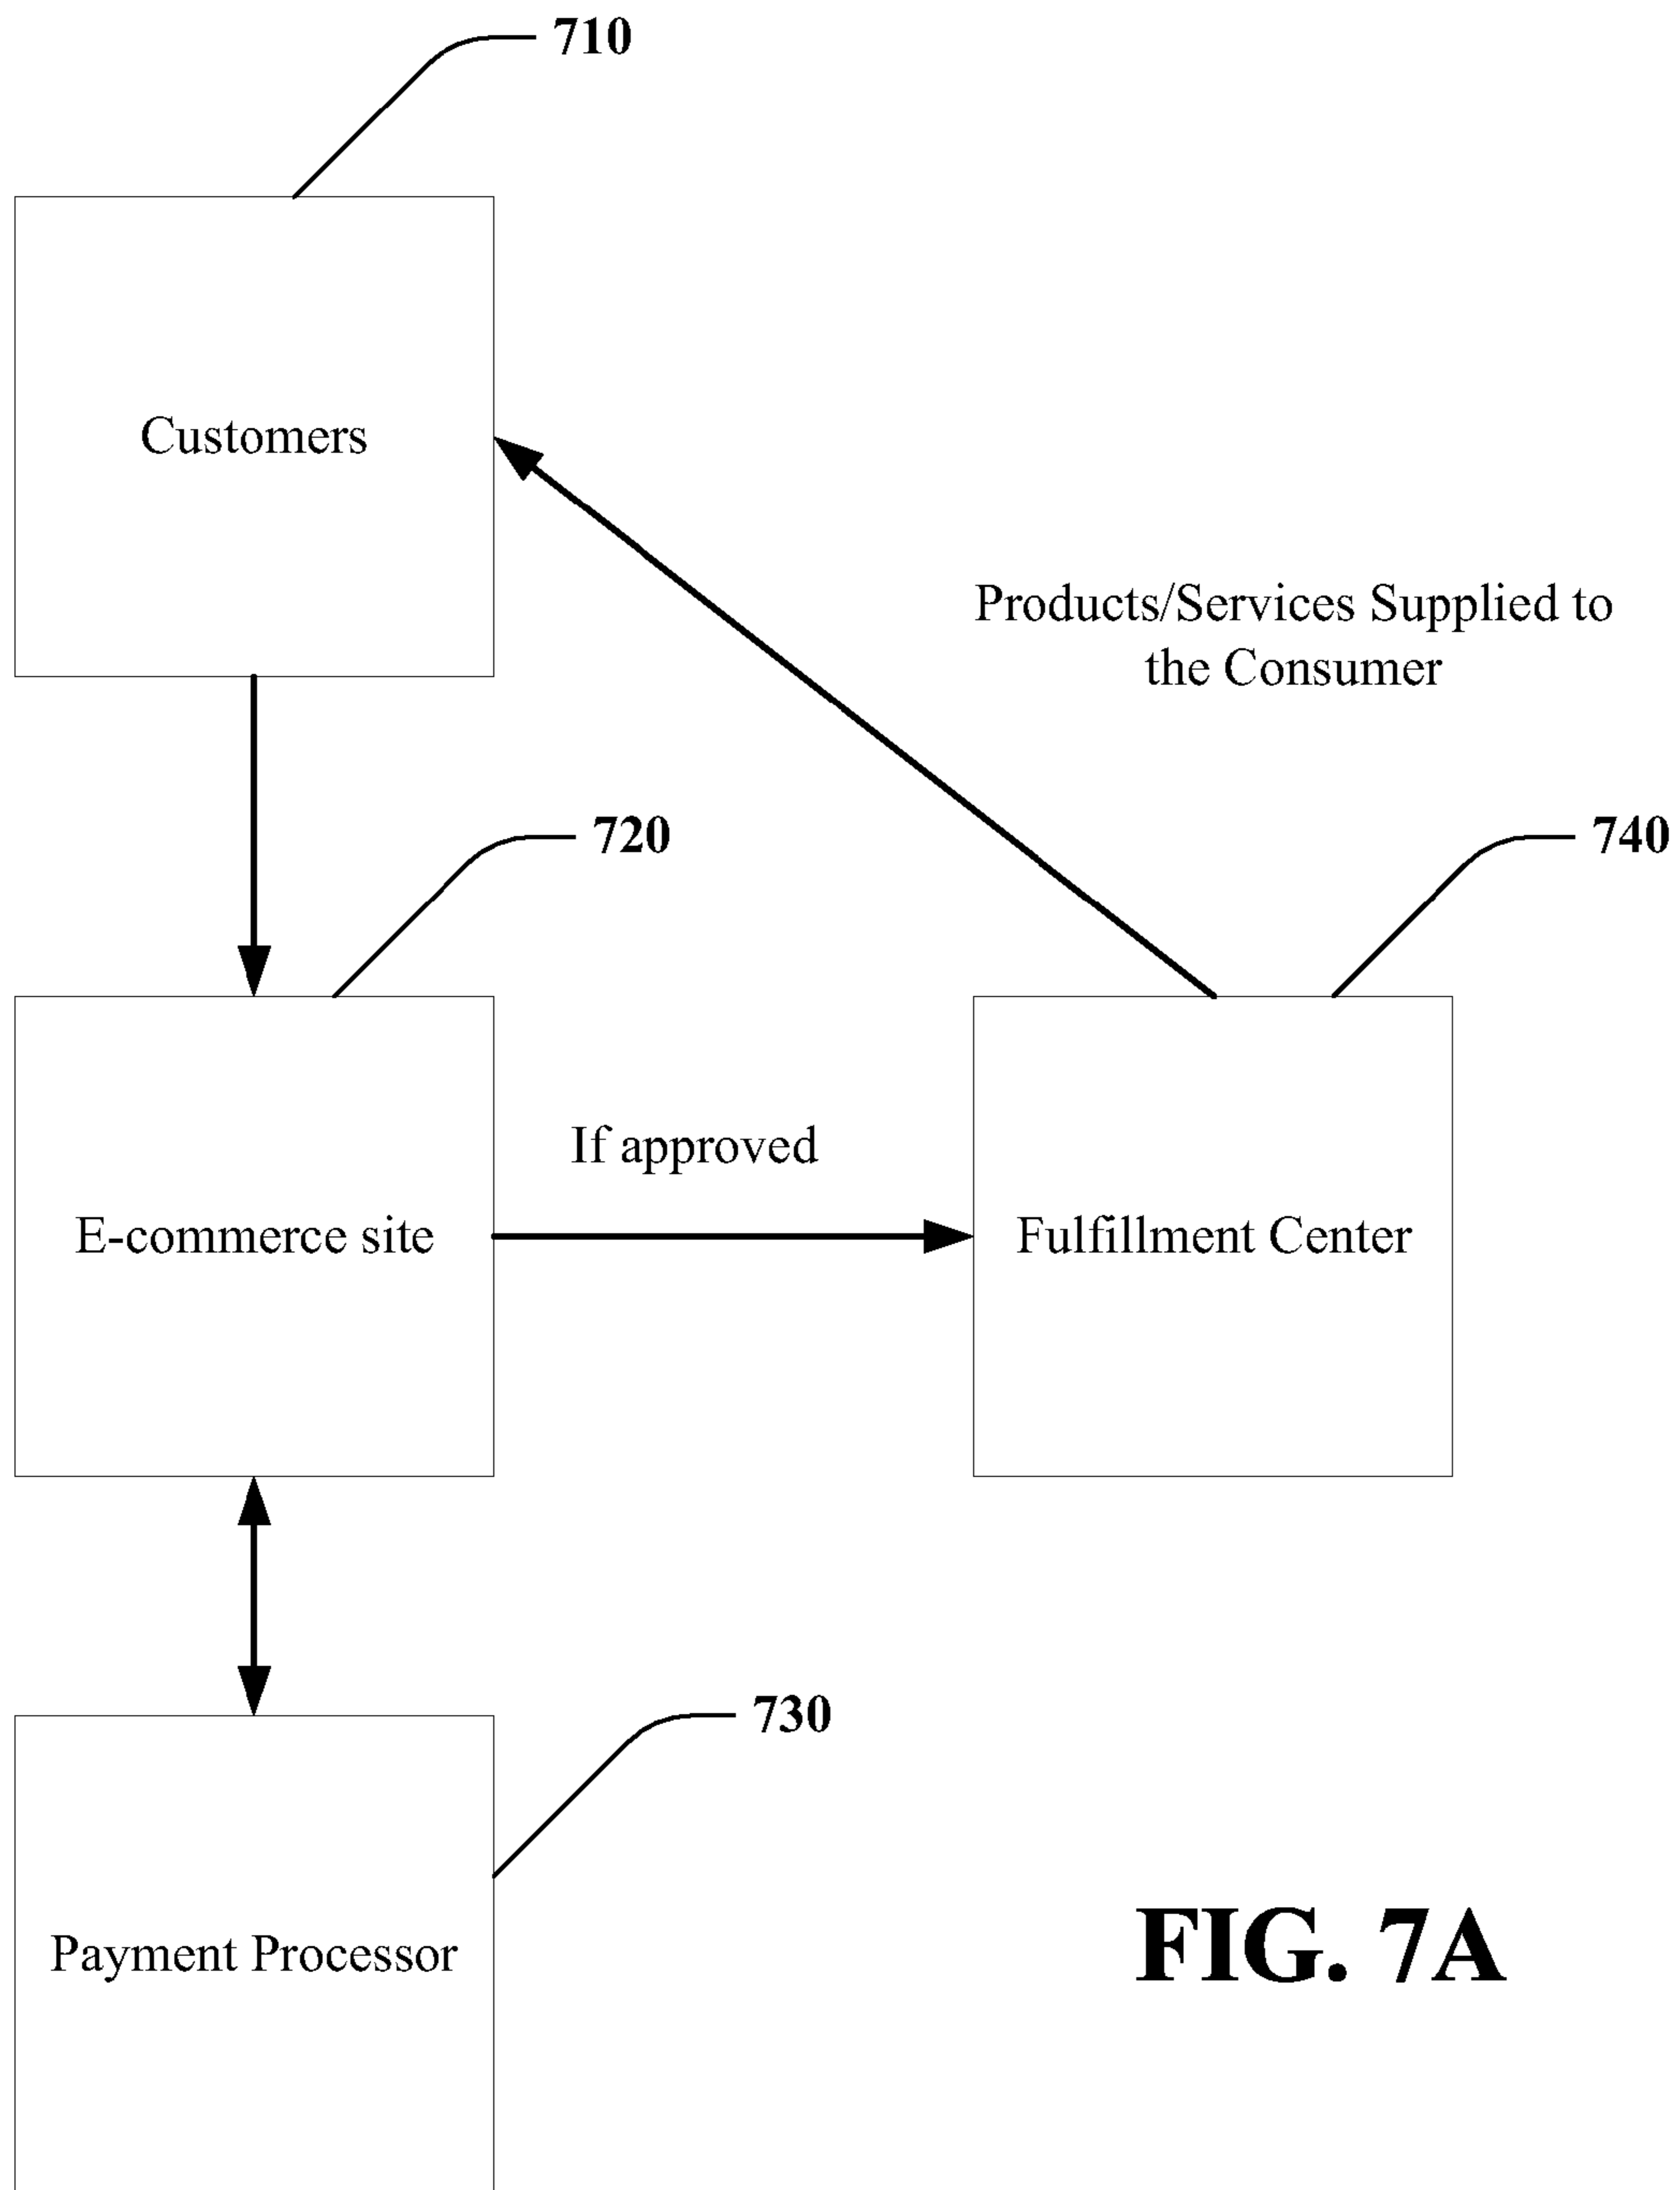 710
Customers
Products/Services Supplied to
the Consumer
720
740
If approved
E-commerce site
Fulfillment Center
730
Payment Processor
FIG. 7A